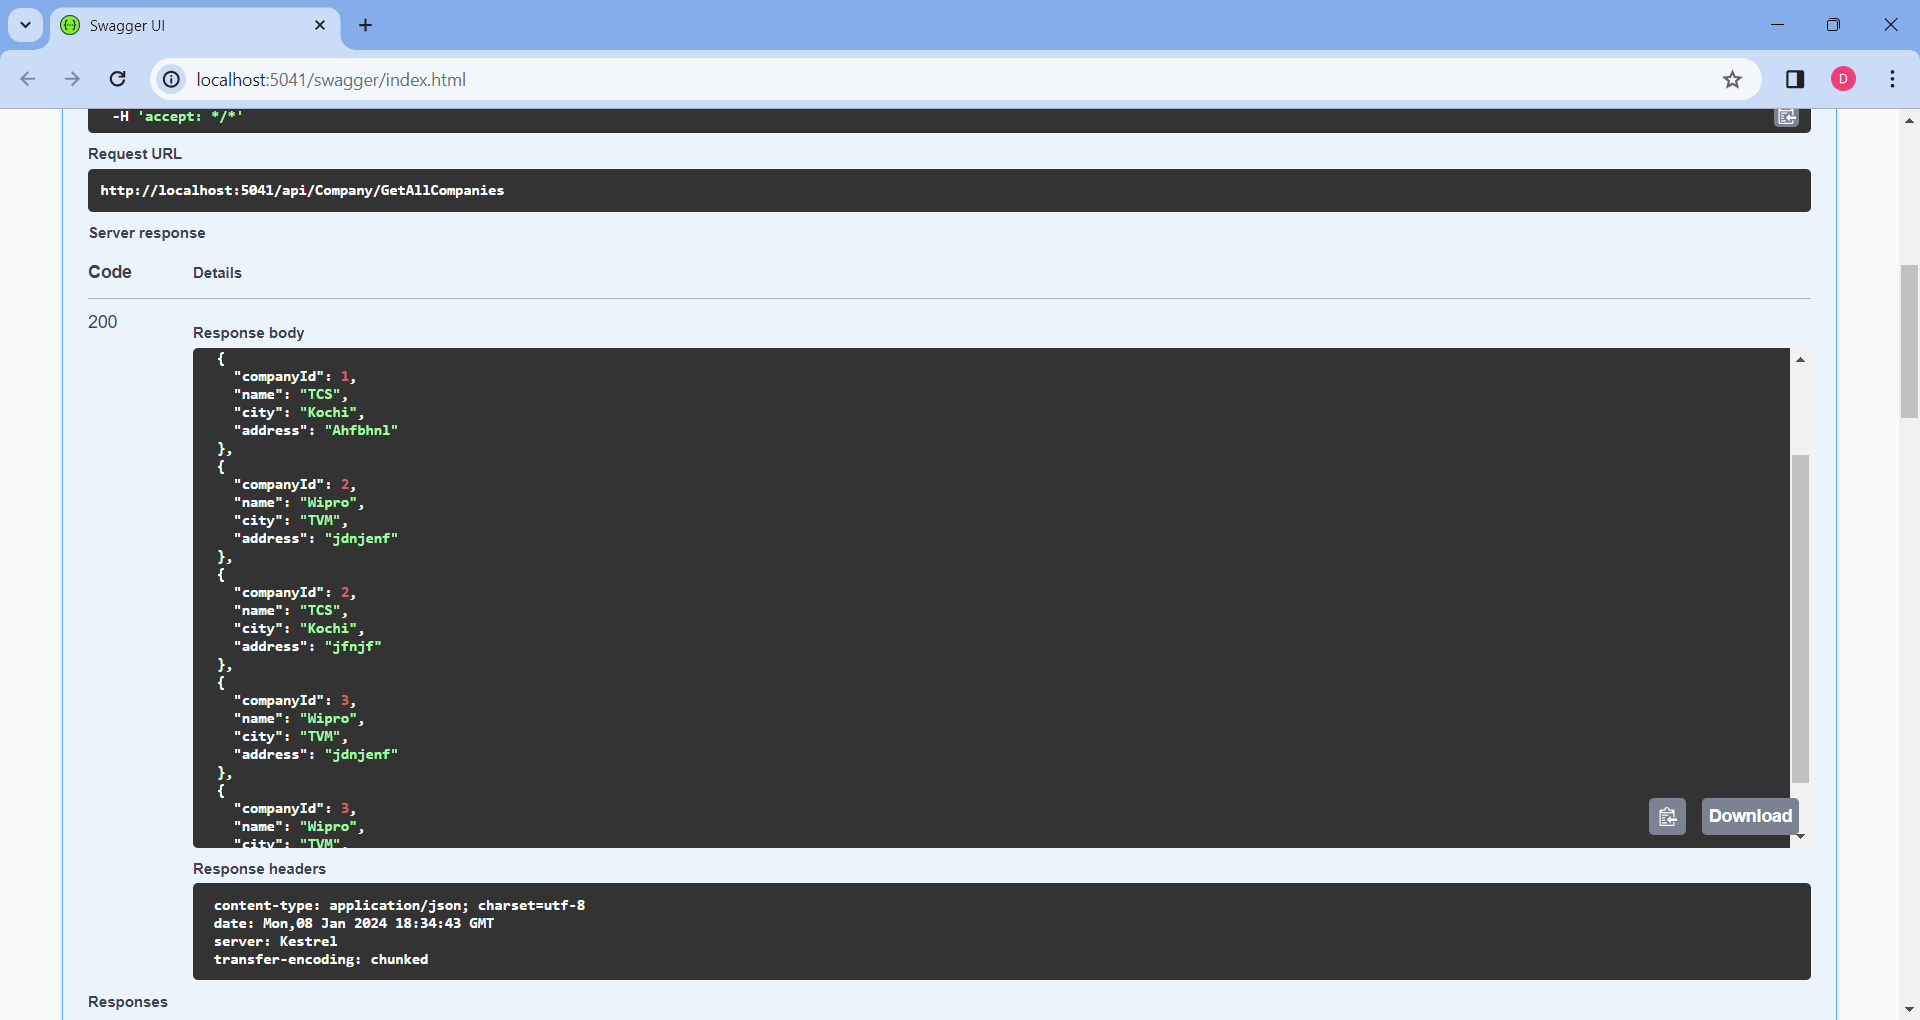 Swagger UI
localhost:5041/swagger/index.html
D
-H 'accept: */*'
Request URL
http://localhost:5041/api/Company/GetAllCompanies
Server response
Code Details
200
Response body
{
"companyId": 1,
"name": "TCS",
"city": "Kochi",
"address": "Ahfbhnl"
},
{
"companyId": 2,
"name": "Wipro",
"city": "TVM",
"address": "jdnjenf"
},
{
"companyId": 2,
"name": "TCS",
"city": "Kochi",
"address": "jfnjf"
},
{
"companyId": 3,
"name": "Wipro",
"city": "TVM",
"address": "jdnjenf"
},
{
"companyId": 3,
"name": "Wipro",
"city": "TVM",
Download
Response headers
content-type: application/json; charset=utf-8
date: Mon,08 Jan 2024 18:34:43 GMT
server: Kestrel
transfer-encoding: chunked
Responses